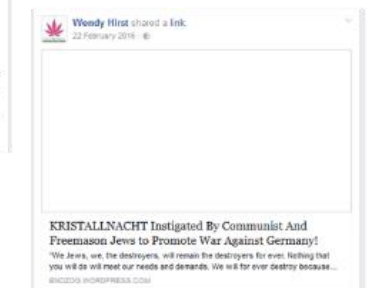 Wendy Hirst shared a link.
22 February 2016
KRISTALLNACHT Instigated By Communist And
Freemason Jews to Promote War Against Germany!
"We Jews, we, the destroyers, will remain the destroyers for ever. Nothing that
you will do will meet our needs and demands. We will for ever destroy because...
WORDPRESS.COM